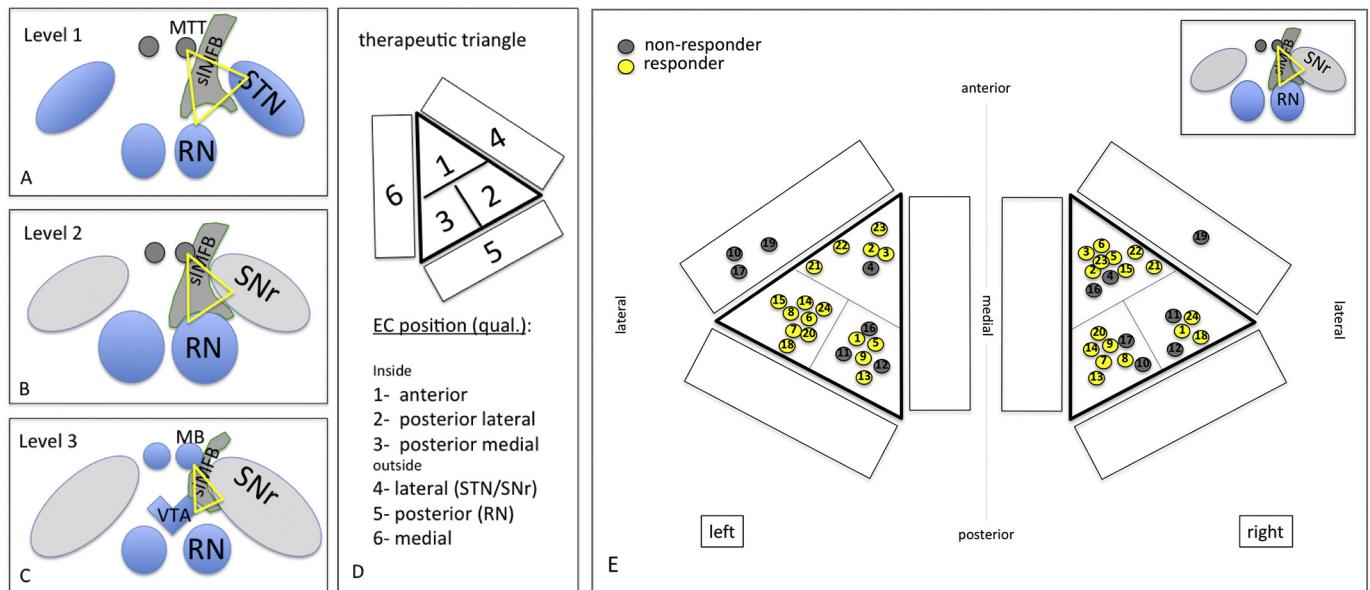 Level 1
MTT
slMFB
STN
RN
A
Level 2
slMFB
SNr
RN
B
Level 3
MB
slMFB
SNr
VTA
RN
C
therapeutic triangle
4
1
2
6
3
5
EC position (qual.):
Inside
1- anterior
2- posterior lateral
3- posterior medial
outside
4- lateral (STN/SNr)
5- posterior (RN)
6- medial
D
non-responder
responder
anterior
slMFB
SNr
RN
lateral
medial
lateral
23
22
2
3
4
21
10
19
17
15
14
24
8
6
7
20
18
16
1
5
11
9
12
13
19
6
3
22
23
5
2
4
15
21
16
11
24
1
18
12
20
17
14
9
7
8
10
13
left
right
posterior
E